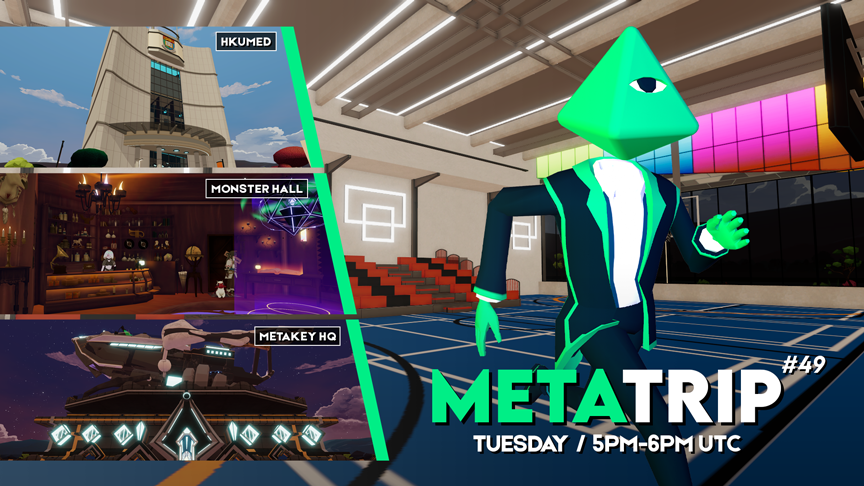 HKUMED
MONSTER HALL
METAKEY HQ
METATRIP #49
TUESDAY / 5PM-6PM UTC